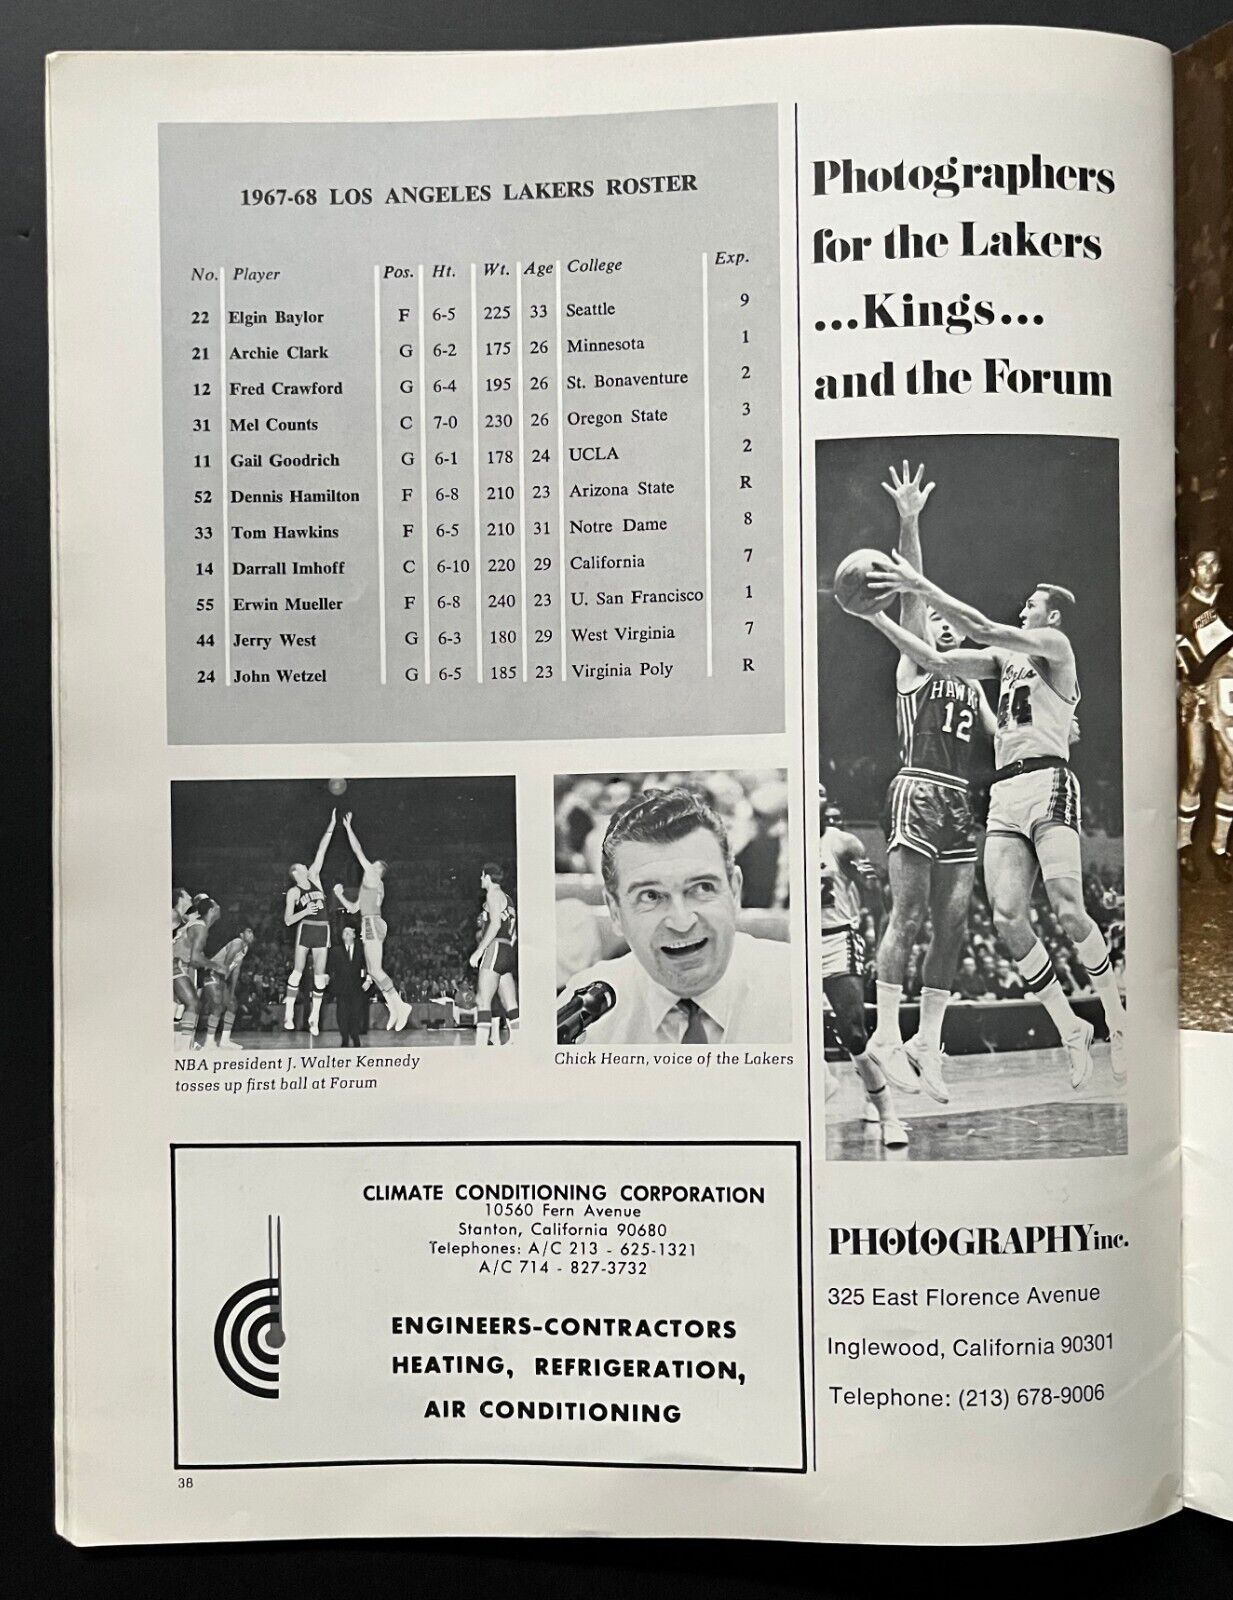 1967-68 LOS ANGELES LAKERS ROSTER
No. Player Pos. Ht. Wt. Age College Exp.
22 Elgin Baylor F 6-5 225 33 Seattle 9
21 Archie Clark G 6-2 175 26 Minnesota 1
12 Fred Crawford G 6-4 195 26 St. Bonaventure 2
31 Mel Counts C 7-0 230 26 Oregon State 3
11 Gail Goodrich G 6-1 178 24 UCLA 2
52 Dennis Hamilton F 6-8 210 23 Arizona State R
33 Tom Hawkins F 6-5 210 31 Notre Dame 8
14 Darrall Imhoff C 6-10 220 29 California 7
55 Erwin Mueller F 6-8 240 23 U. San Francisco 1
44 Jerry West G 6-3 180 29 West Virginia 7
24 John Wetzel G 6-5 185 23 Virginia Poly R
NBA president J. Walter Kennedy
tosses up first ball at Forum
Chick Hearn, voice of the Lakers
CLIMATE CONDITIONING CORPORATION
10560 Fern Avenue
Stanton, California 90680
Telephones: A/C 213 - 625-1321
A/C 714 - 827-3732
ENGINEERS-CONTRACTORS
HEATING, REFRIGERATION,
AIR CONDITIONING
38
Photographers
for the Lakers
...Kings...
and the Forum
HAWKS
12
44
PHOtOGRAPHY inc.
325 East Florence Avenue
Inglewood, California 90301
Telephone: (213) 678-9006